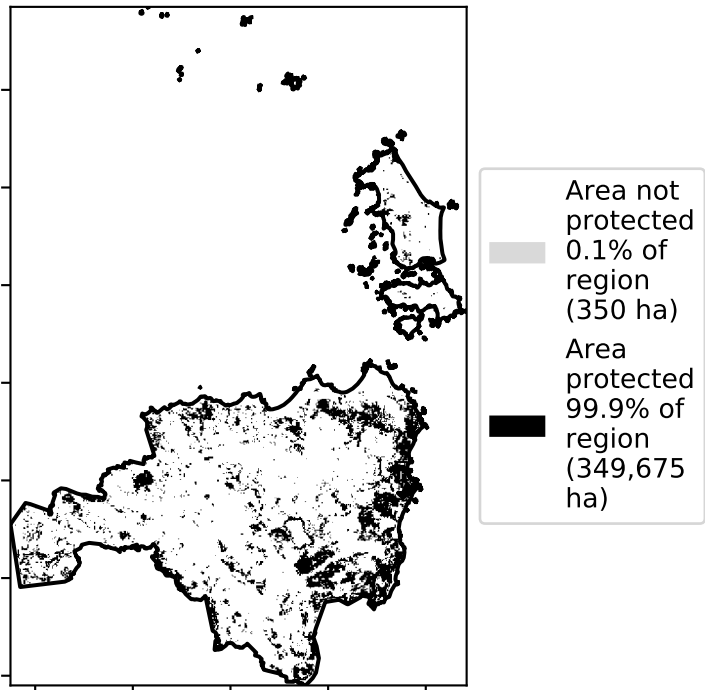 Area not
protected
0.1% of
region
(350 ha)
Area
protected
99.9% of
region
(349,675
ha)